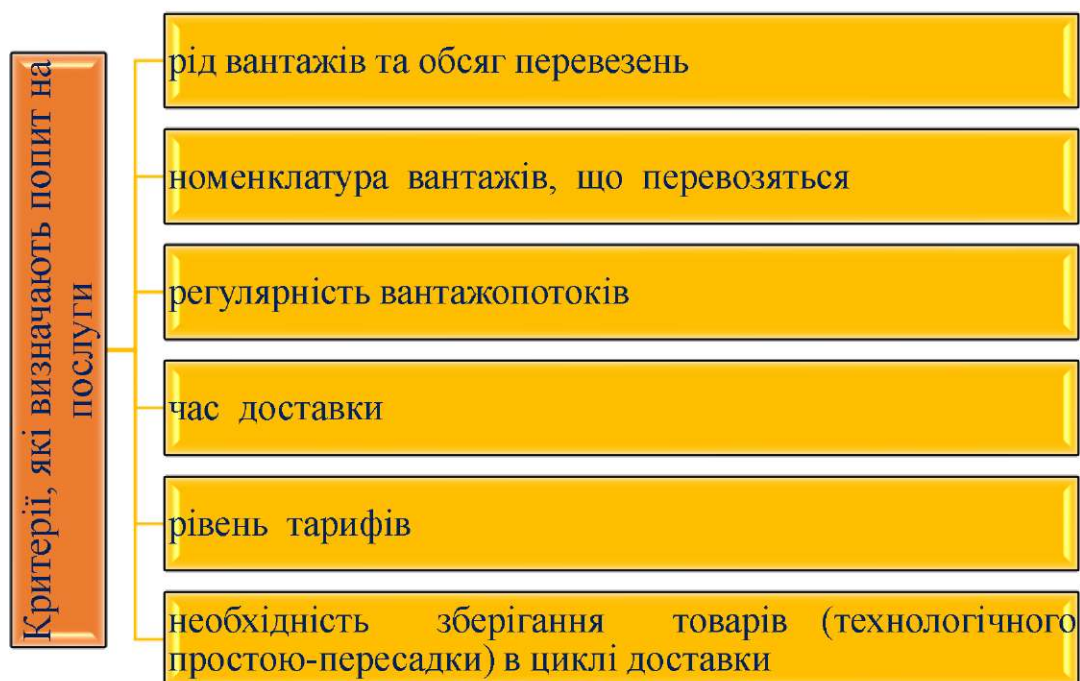 Критерії, які визначають попит на
послуги
рід вантажів та обсяг перевезень
номенклатура вантажів, що перевозяться
регулярність вантажопотоків
час доставки
рівень тарифів
необхідність зберігання товарів (технологічного
простою-пересадки) в циклі доставки